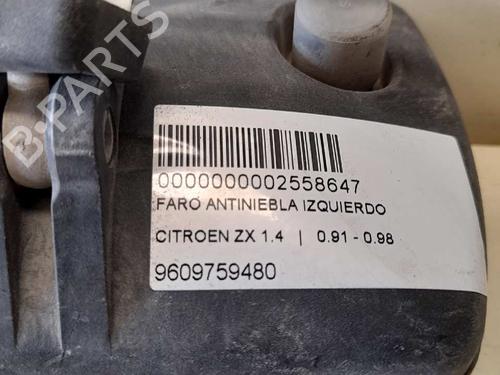 B-PARTS
0000000002558647
FARO ANTINIEBLA IZQUIERDO
CITROEN ZX 1.4 | 0.91 - 0.98
9609759480